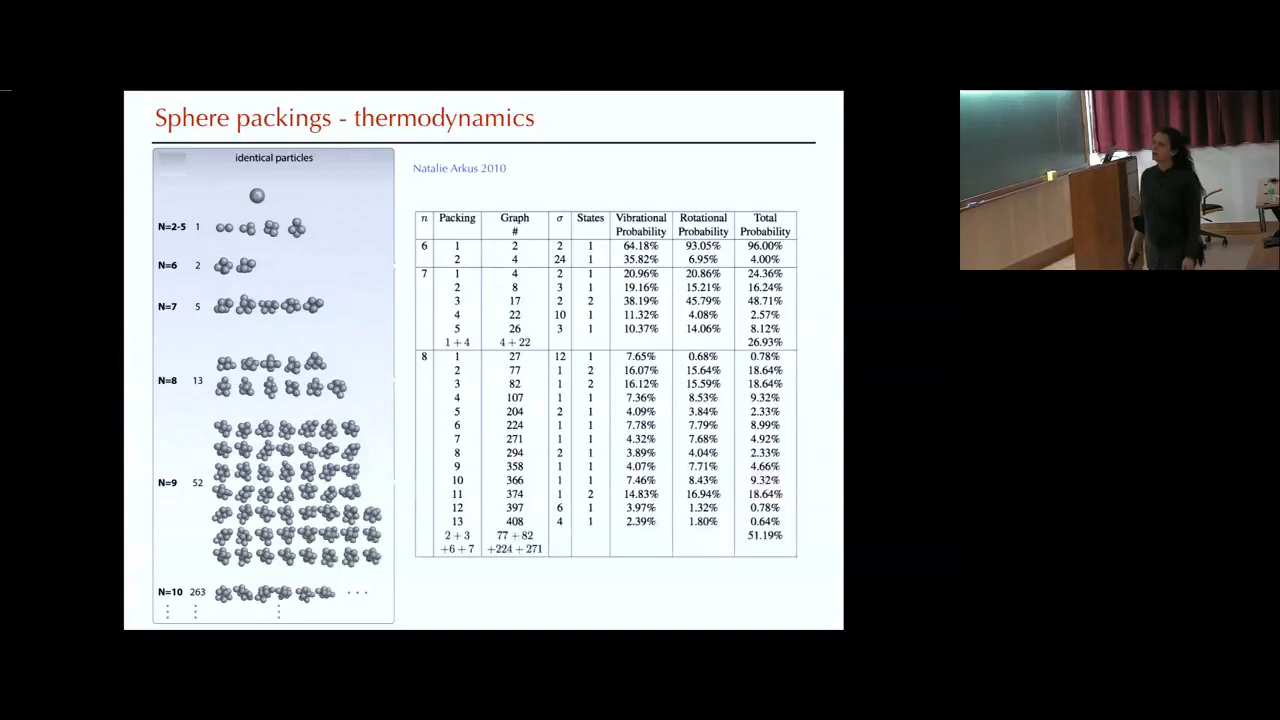 Sphere packings - thermodynamics
identical particles
N=2-5 1
N=6 2
N=7 5
N=8 13
N=9 52
N=10 263 . . .
Natalie Arkus 2010
n Packing Graph σ States Vibrational Rotational Total
# Probability Probability Probability
6 1 2 2 1 64.18% 93.05% 96.00%
2 4 24 1 35.82% 6.95% 4.00%
7 1 4 2 1 20.96% 20.86% 24.36%
2 8 3 1 19.16% 15.21% 16.24%
3 17 2 2 38.19% 45.79% 48.71%
4 22 10 1 11.32% 4.08% 2.57%
5 26 3 1 10.37% 14.06% 8.12%
1 + 4 4 + 22 26.93%
8 1 27 12 1 7.65% 0.68% 0.78%
2 77 1 2 16.07% 15.64% 18.64%
3 82 1 2 16.12% 15.59% 18.64%
4 107 1 1 7.36% 8.53% 9.32%
5 204 2 1 4.09% 3.84% 2.33%
6 224 1 1 7.78% 7.79% 8.99%
7 271 1 1 4.32% 7.68% 4.92%
8 294 2 1 3.89% 4.04% 2.33%
9 358 1 1 4.07% 7.71% 4.66%
10 366 1 1 7.46% 8.43% 9.32%
11 374 1 2 14.83% 16.94% 18.64%
12 397 6 1 3.97% 1.32% 0.78%
13 408 4 1 2.39% 1.80% 0.64%
2 + 3 77 + 82 51.19%
+6 + 7 +224 + 271